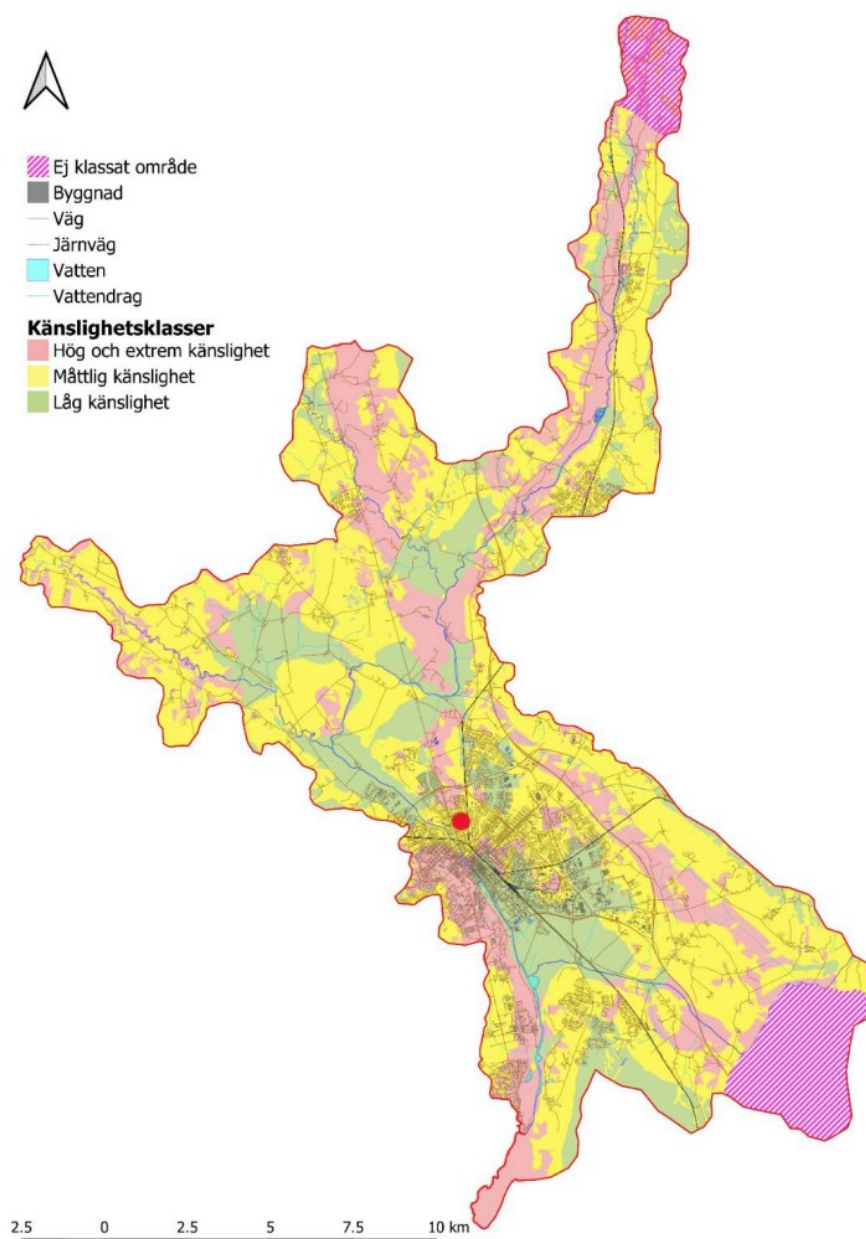 Ej klassat område
Byggnad
Väg
Järnväg
Vatten
Vattendrag
Känslighetsklasser
Hög och extrem känslighet
Måttlig känslighet
Låg känslighet
2.5 0 2.5 5 7.5 10 km